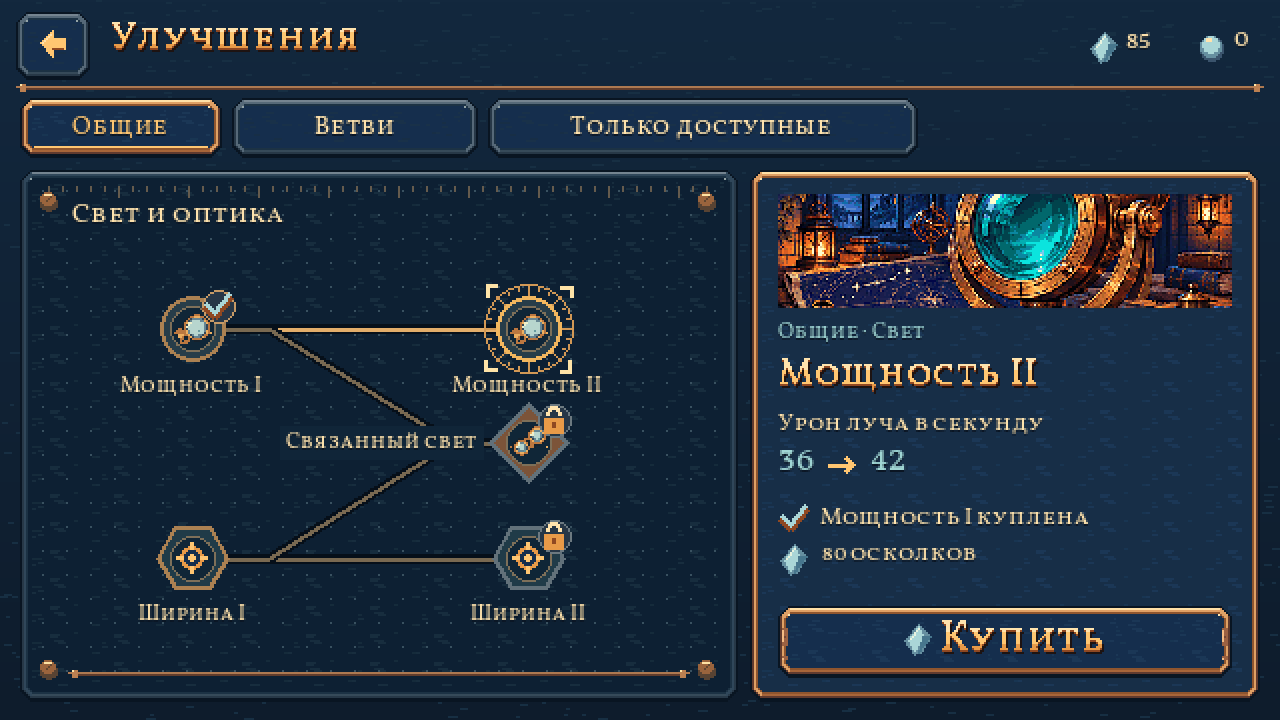 Улучшения
85
0
Общие
Ветви
Только доступные
Свет и оптика
Мощность I
Мощность II
Связанный свет
Ширина I
Ширина II
Общие · Свет
Мощность II
Урон луча в секунду
36 → 42
Мощность I куплена
80 осколков
Купить